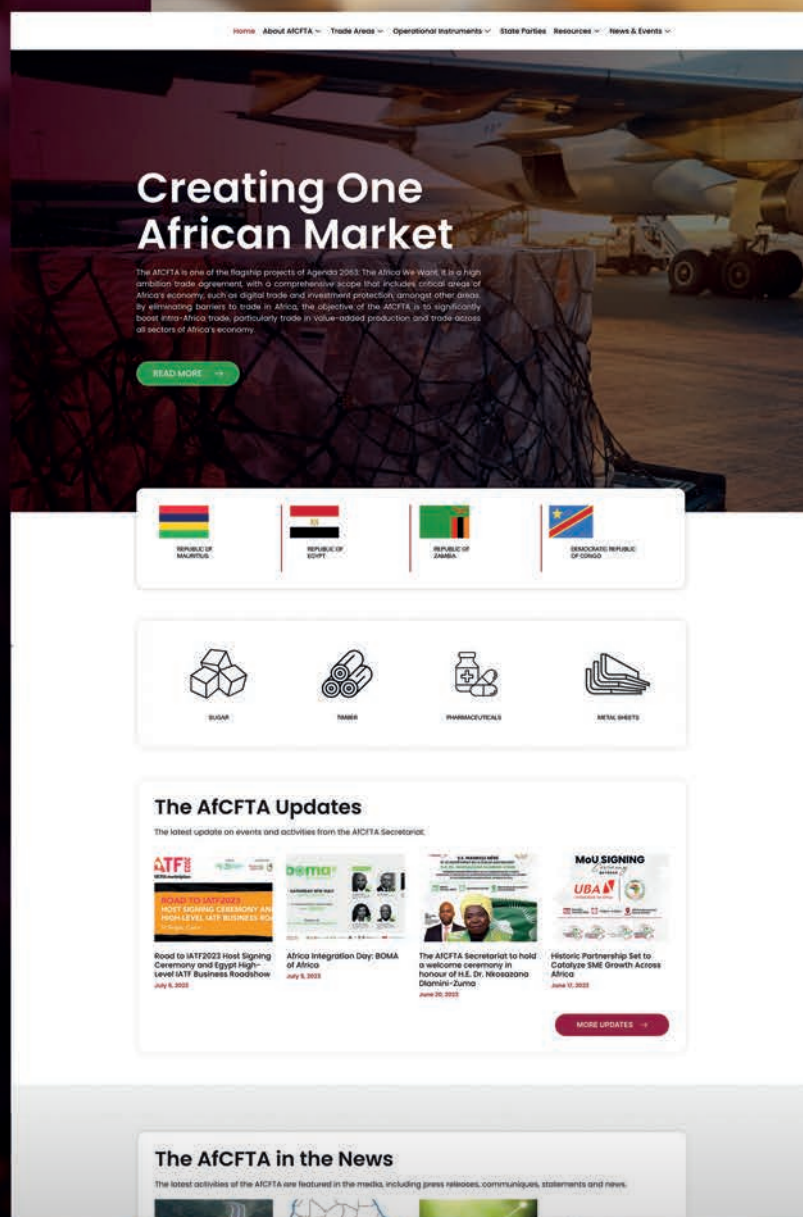 Home About AfCFTA Trade Areas Operational Instruments State Parties Resources News & Events
Creating One
African Market
The AfCFTA is one of the flagship projects of Agenda 2063: The Africa We Want. It is a high
ambition trade agreement, with a comprehensive scope that includes critical areas of
Africa's economy, such as digital trade and investment protection, amongst other areas.
By eliminating barriers to trade in Africa, the objective of the AfCFTA is to significantly
boost intra-Africa trade, particularly trade in value-added production and trade across
all sectors of Africa's economy.
READ MORE
REPUBLIC OF
MAURITIUS
REPUBLIC OF
EGYPT
REPUBLIC OF
ZAMBIA
DEMOCRATIC REPUBLIC
OF CONGO
SUGAR
TIMBER
PHARMACEUTICALS
METAL SHEETS
The AfCFTA Updates
The latest update on events and activities from the AfCFTA Secretariat.
ROAD TO IATF2023
HOST SIGNING CEREMONY AN
HIGH-LEVEL IATF BUSINESS ROA
Road to IATF2023 Host Signing
Ceremony and Egypt High-
Level IATF Business Roadshow
July 6, 2023
boma
Africa Integration Day: BOMA
of Africa
July 5, 2023
The AfCFTA Secretariat to hold
a welcome ceremony in
honour of H.E. Dr. Nkosazana
Dlamini-Zuma
June 20, 2023
MoU SIGNING
UBA
Historic Partnership Set to
Catalyze SME Growth Across
Africa
June 17, 2023
MORE UPDATES
The AfCFTA in the News
The latest activities of the AfCFTA are featured in the media, including press releases, communiques, statements and news.